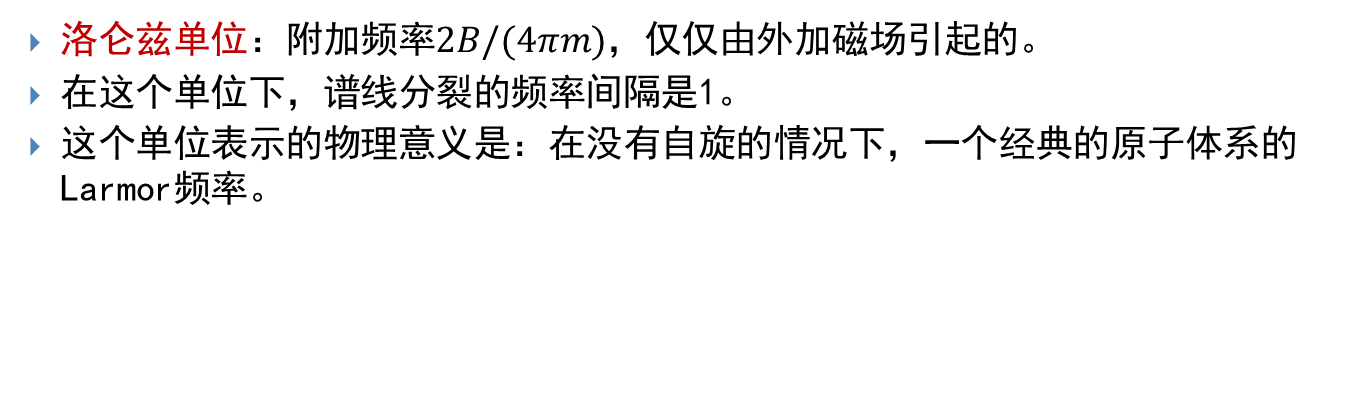 洛仑兹单位：附加频率2B/(4πm)，仅仅由外加磁场引起的。
在这个单位下，谱线分裂的频率间隔是1。
这个单位表示的物理意义是：在没有自旋的情况下，一个经典的原子体系的
Larmor频率。